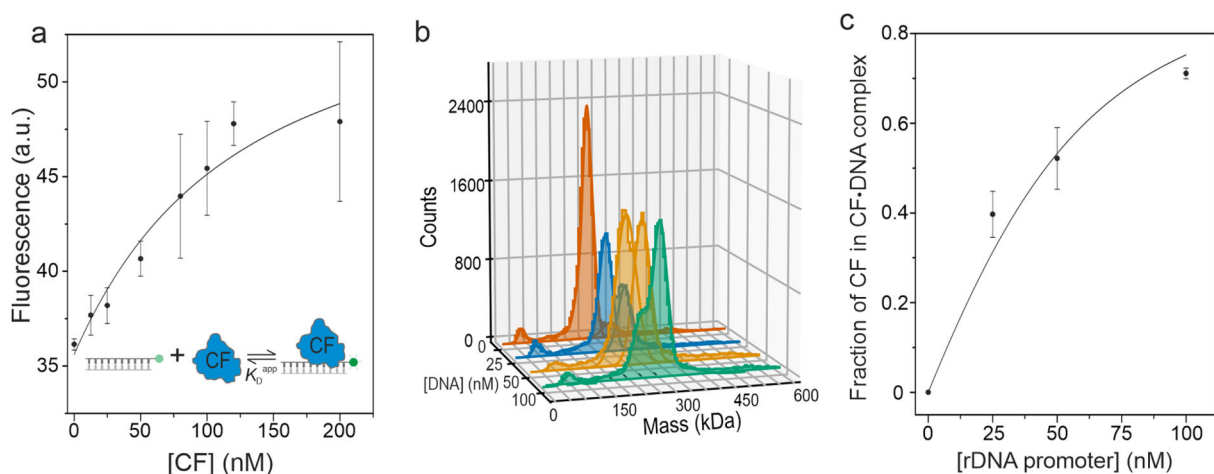 a
Fluorescence (a.u.)
50
45
40
35
0 50 100 150 200
[CF] (nM)
+
CF
K_D^app
CF
b
Counts
2400
1600
800
0
0
25
50
100
[DNA] (nM)
0 150 300 450 600
Mass (kDa)
c
Fraction of CF in CF·DNA complex
0.8
0.6
0.4
0.2
0
0 25 50 75 100
[rDNA promoter] (nM)